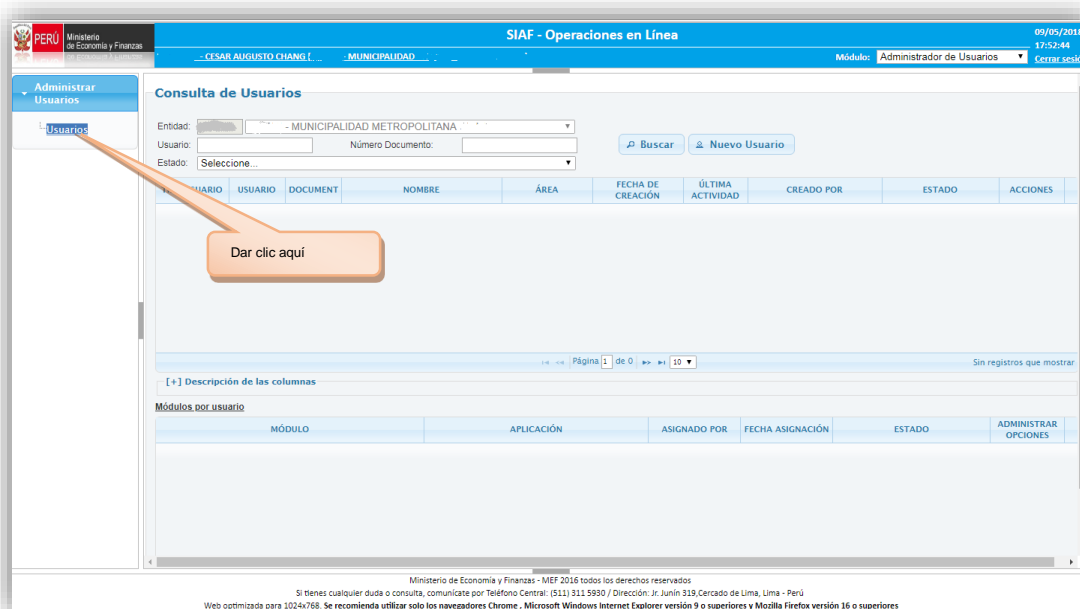 PERÚ Ministerio
de Economía y Finanzas
SIAF - Operaciones en Línea
09/05/2018
17:52:44
- CESAR AUGUSTO CHANG
- MUNICIPALIDAD
Módulo: Administrador de Usuarios
Cerrar sesió
Administrar
Usuarios
Usuarios
Consulta de Usuarios
Entidad: - MUNICIPALIDAD METROPOLITANA
Usuario: Número Documento:
Buscar Nuevo Usuario
Estado: Seleccione...
USUARIO DOCUMENT NOMBRE ÁREA FECHA DE CREACIÓN ÚLTIMA ACTIVIDAD CREADO POR ESTADO ACCIONES
Dar clic aquí
Página 1 de 0 10 Sin registros que mostrar
[+] Descripción de las columnas
Módulos por usuario
MÓDULO APLICACIÓN ASIGNADO POR FECHA ASIGNACIÓN ESTADO ADMINISTRAR OPCIONES
Ministerio de Economía y Finanzas - MEF 2016 todos los derechos reservados
Si tienes cualquier duda o consulta, comunícate por Teléfono Central: (511) 311 5930 / Dirección: Jr. Junín 319,Cercado de Lima, Lima - Perú
Web optimizada para 1024x768. Se recomienda utilizar solo los navegadores Chrome , Microsoft Windows Internet Explorer versión 9 o superiores y Mozilla Firefox versión 16 o superiores